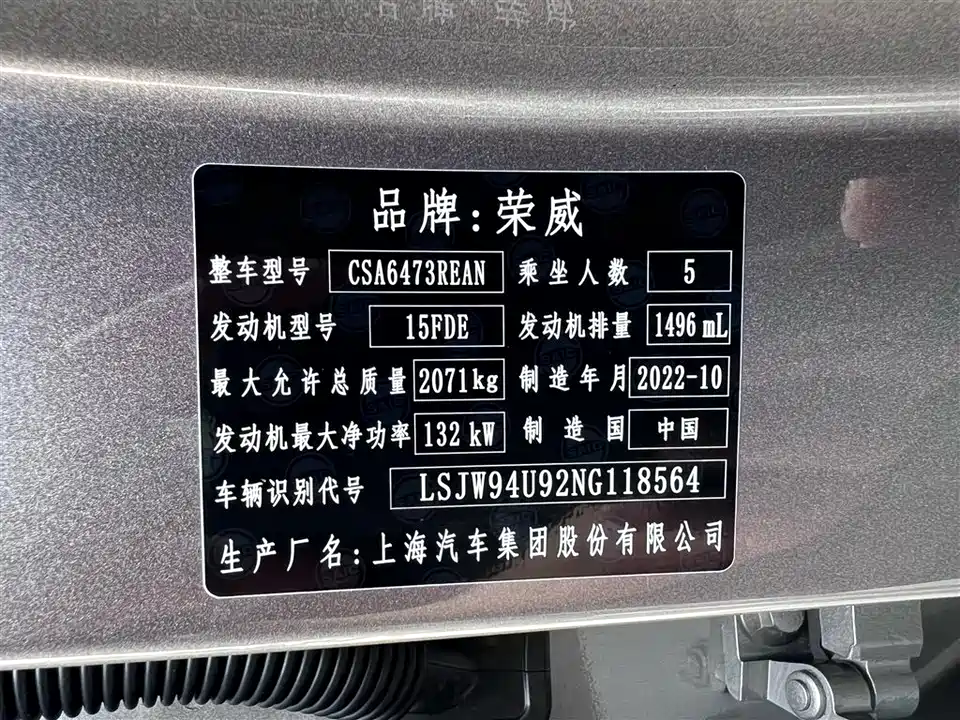 品牌:荣威
整车型号 CSA6473REAN 乘坐人数 5
发动机型号 15FDE 发动机排量 1496 mL
最大允许总质量 2071kg 制造年月 2022-10
发动机最大净功率 132 kW 制造国 中国
车辆识别代号 LSJW94U92NG118564
生产厂名:上海汽车集团股份有限公司